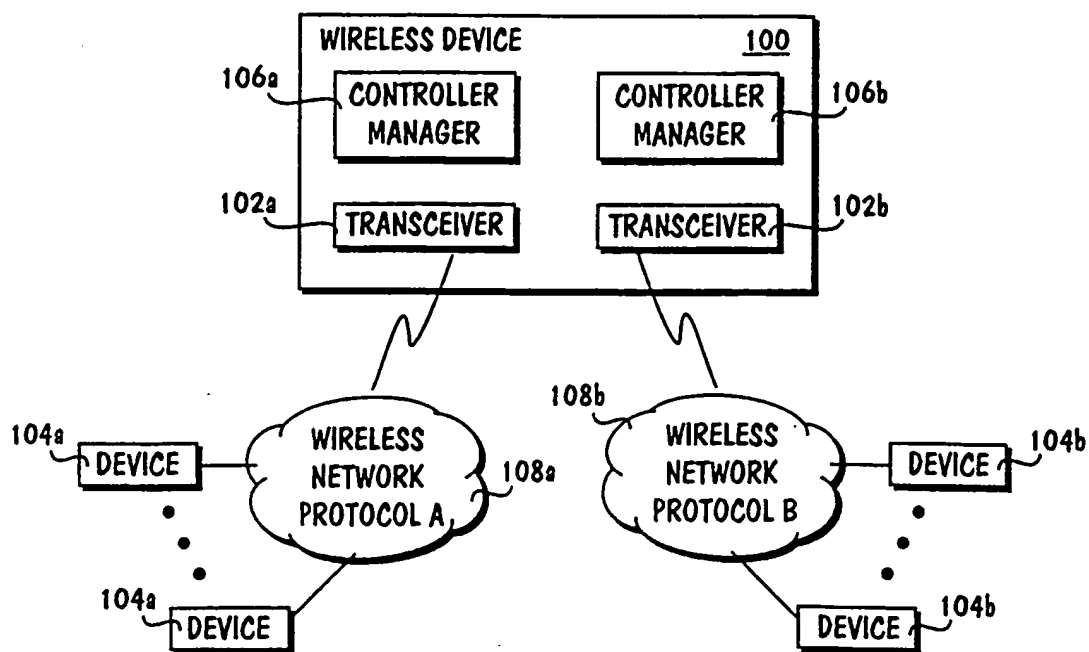 WIRELESS DEVICE 100
106a
CONTROLLER
MANAGER
CONTROLLER
MANAGER
106b
102a
TRANSCEIVER
TRANSCEIVER
102b
104a
DEVICE
WIRELESS
NETWORK
PROTOCOL A
108a
104a
DEVICE
108b
WIRELESS
NETWORK
PROTOCOL B
DEVICE
104b
DEVICE
104b